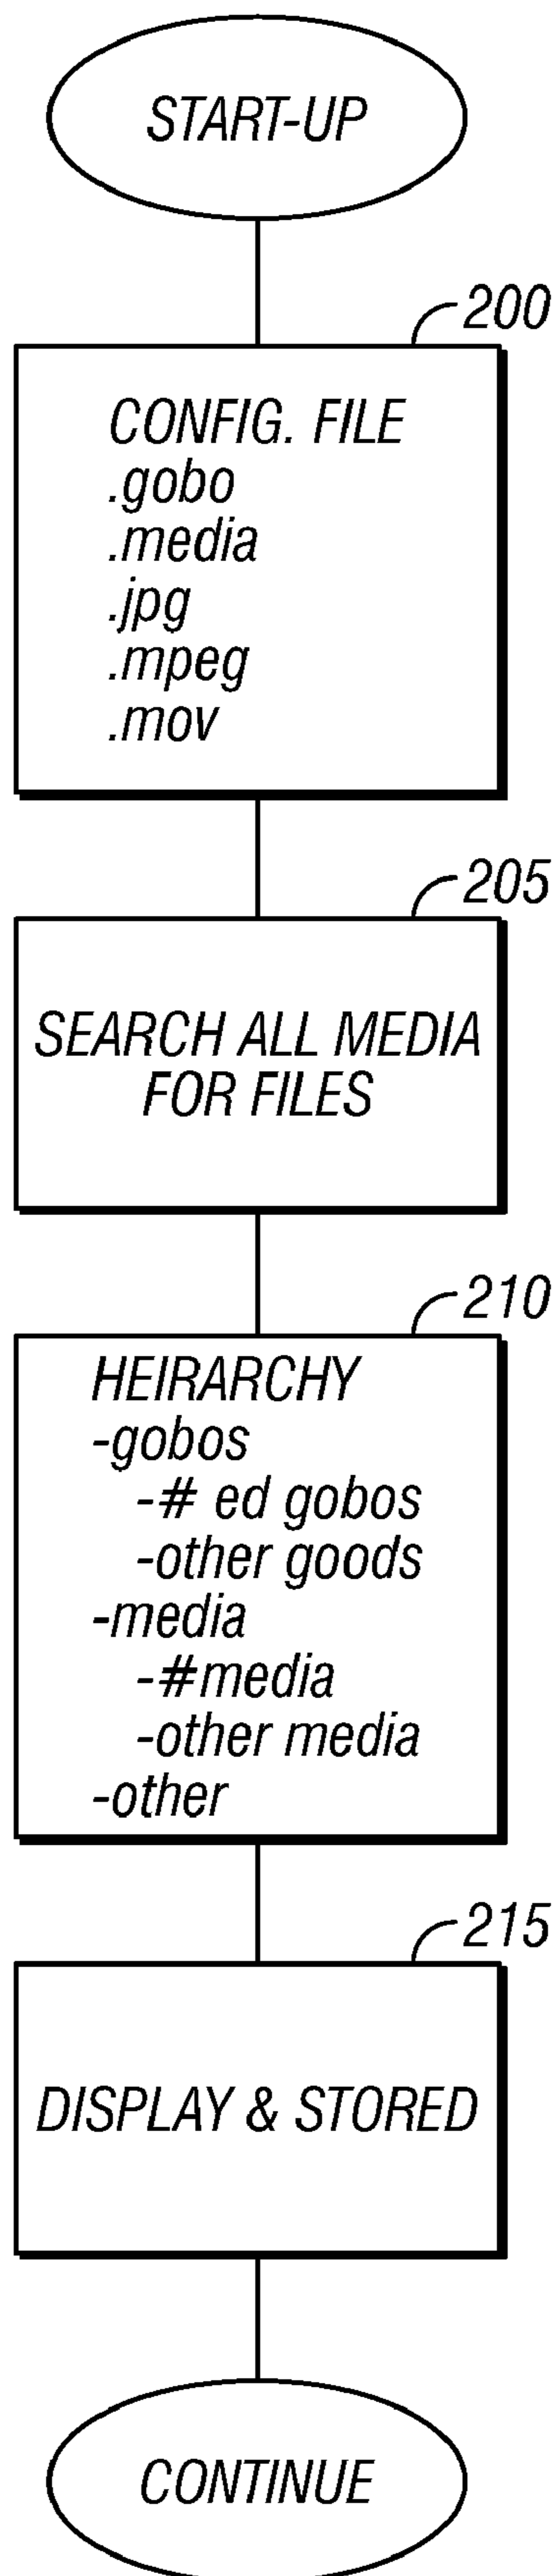 START-UP
200
CONFIG. FILE
.gobo
.media
.jpg
.mpeg
.mov
205
SEARCH ALL MEDIA
FOR FILES
210
HEIRARCHY
-gobos
-# ed gobos
-other goods
-media
-#media
-other media
-other
215
DISPLAY & STORED
CONTINUE